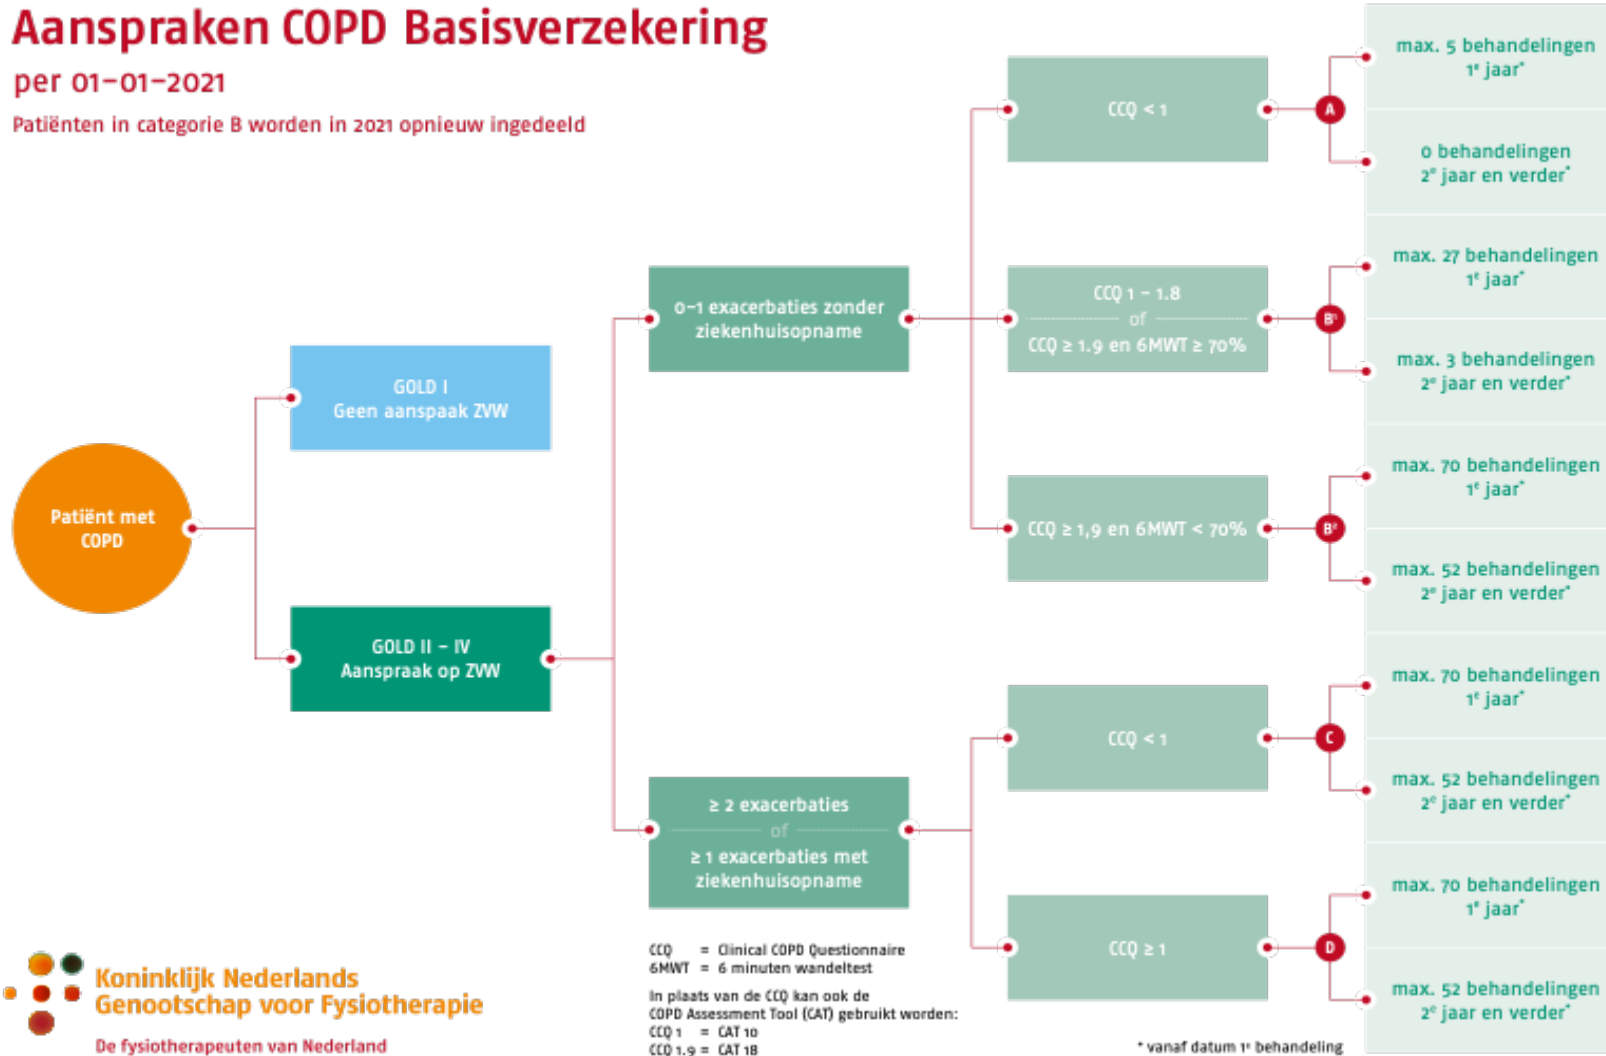 Aanspraken COPD Basisverzekering
per 01-01-2021
Patiënten in categorie B worden in 2021 opnieuw ingedeeld
Patiënt met
COPD
GOLD I
Geen aanspaak ZVW
GOLD II - IV
Aanspraak op ZVW
0-1 exacerbaties zonder
ziekenhuisopname
≥ 2 exacerbaties
of
≥ 1 exacerbaties met
ziekenhuisopname
CCQ < 1
A
max. 5 behandelingen
1e jaar*
0 behandelingen
2e jaar en verder*
CCQ 1 - 1.8
of
CCQ ≥ 1.9 en 6MWT ≥ 70%
B1
max. 27 behandelingen
1e jaar*
max. 3 behandelingen
2e jaar en verder*
CCQ ≥ 1,9 en 6MWT < 70%
B2
max. 70 behandelingen
1e jaar*
max. 52 behandelingen
2e jaar en verder*
CCQ < 1
C
max. 70 behandelingen
1e jaar*
max. 52 behandelingen
2e jaar en verder*
CCQ ≥ 1
D
max. 70 behandelingen
1e jaar*
max. 52 behandelingen
2e jaar en verder*
Koninklijk Nederlands
Genootschap voor Fysiotherapie
De fysiotherapeuten van Nederland
CCQ = Clinical COPD Questionnaire
6MWT = 6 minuten wandeltest
In plaats van de CCQ kan ook de
COPD Assessment Tool (CAT) gebruikt worden:
CCQ 1 = CAT 10
CCQ 1.9 = CAT 18
* vanaf datum 1e behandeling